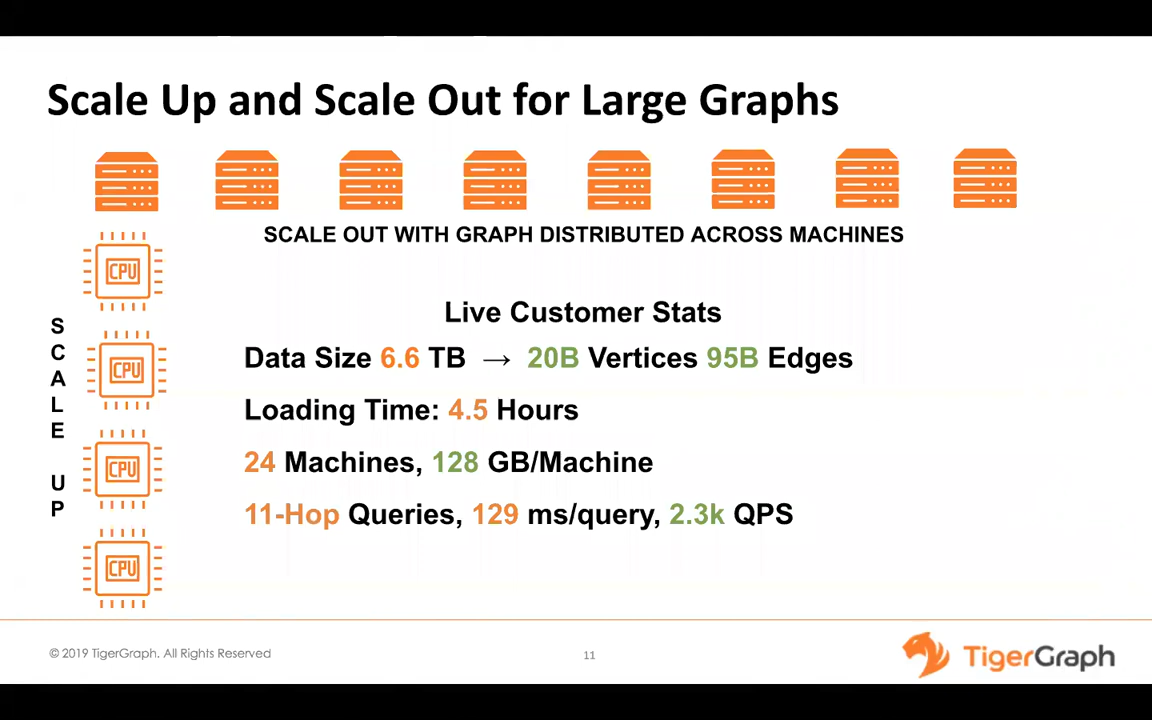 Scale Up and Scale Out for Large Graphs
SCALE OUT WITH GRAPH DISTRIBUTED ACROSS MACHINES
CPU
CPU
CPU
CPU
SCALE UP
Live Customer Stats
Data Size 6.6 TB → 20B Vertices 95B Edges
Loading Time: 4.5 Hours
24 Machines, 128 GB/Machine
11-Hop Queries, 129 ms/query, 2.3k QPS
© 2019 TigerGraph. All Rights Reserved
11
TigerGraph